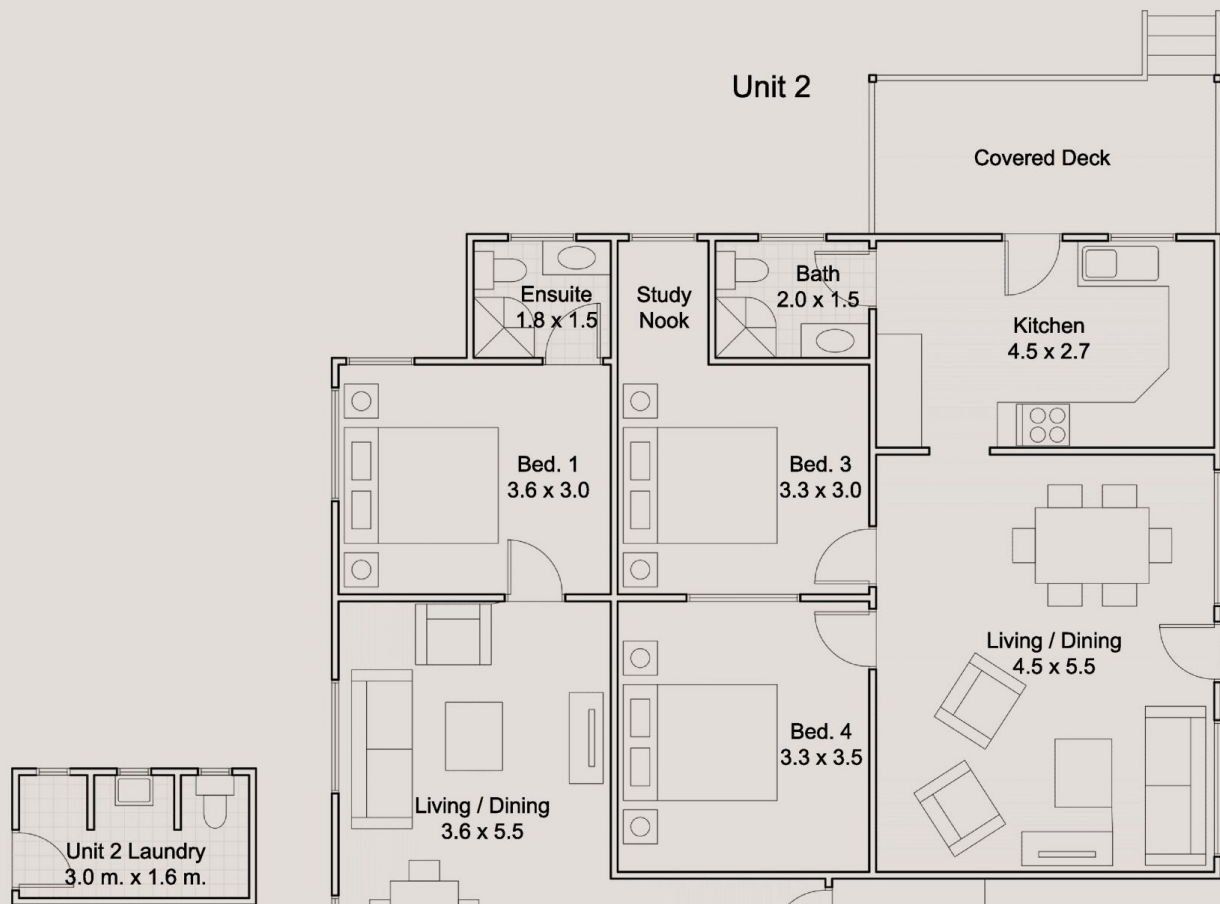 Unit 2
Covered Deck
Ensuite
1.8 x 1.5
Study
Nook
Bath
2.0 x 1.5
Kitchen
4.5 x 2.7
Bed. 1
3.6 x 3.0
Bed. 3
3.3 x 3.0
Living / Dining
4.5 x 5.5
Bed. 4
3.3 x 3.5
Living / Dining
3.6 x 5.5
Unit 2 Laundry
3.0 m. x 1.6 m.